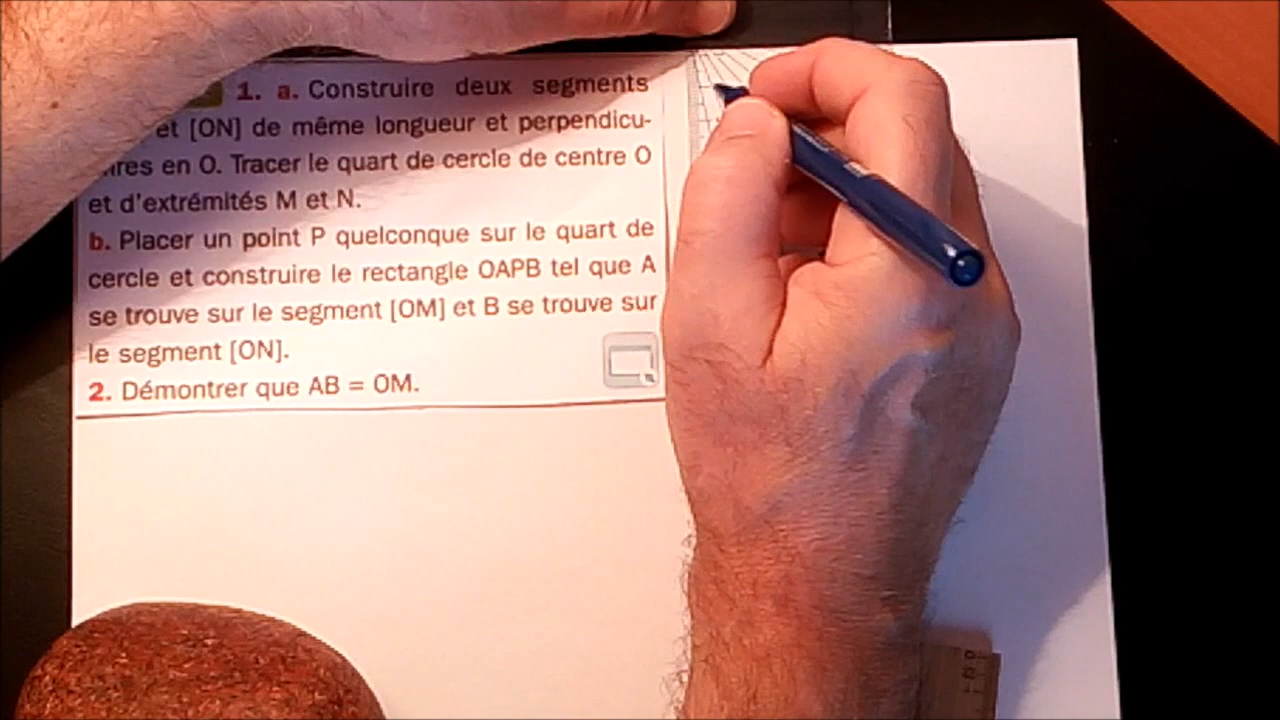 1. a. Construire deux segments
et [ON] de même longueur et perpendicu-
ires en O. Tracer le quart de cercle de centre O
et d'extrémités M et N.
b. Placer un point P quelconque sur le quart de
cercle et construire le rectangle OAPB tel que A
se trouve sur le segment [OM] et B se trouve sur
le segment [ON].
2. Démontrer que AB = OM.